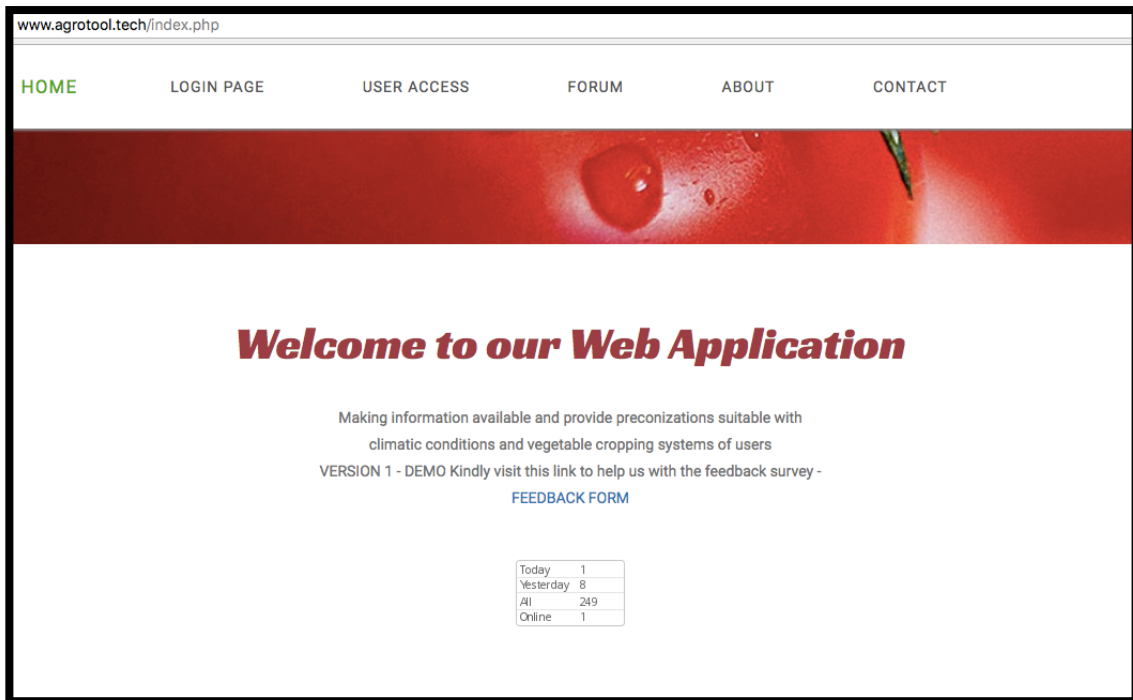 www.agrotool.tech/index.php
HOME LOGIN PAGE USER ACCESS FORUM ABOUT CONTACT
Welcome to our Web Application
Making information available and provide preconizations suitable with
climatic conditions and vegetable cropping systems of users
VERSION 1 - DEMO Kindly visit this link to help us with the feedback survey -
FEEDBACK FORM
Today 1
Yesterday 8
All 249
Online 1